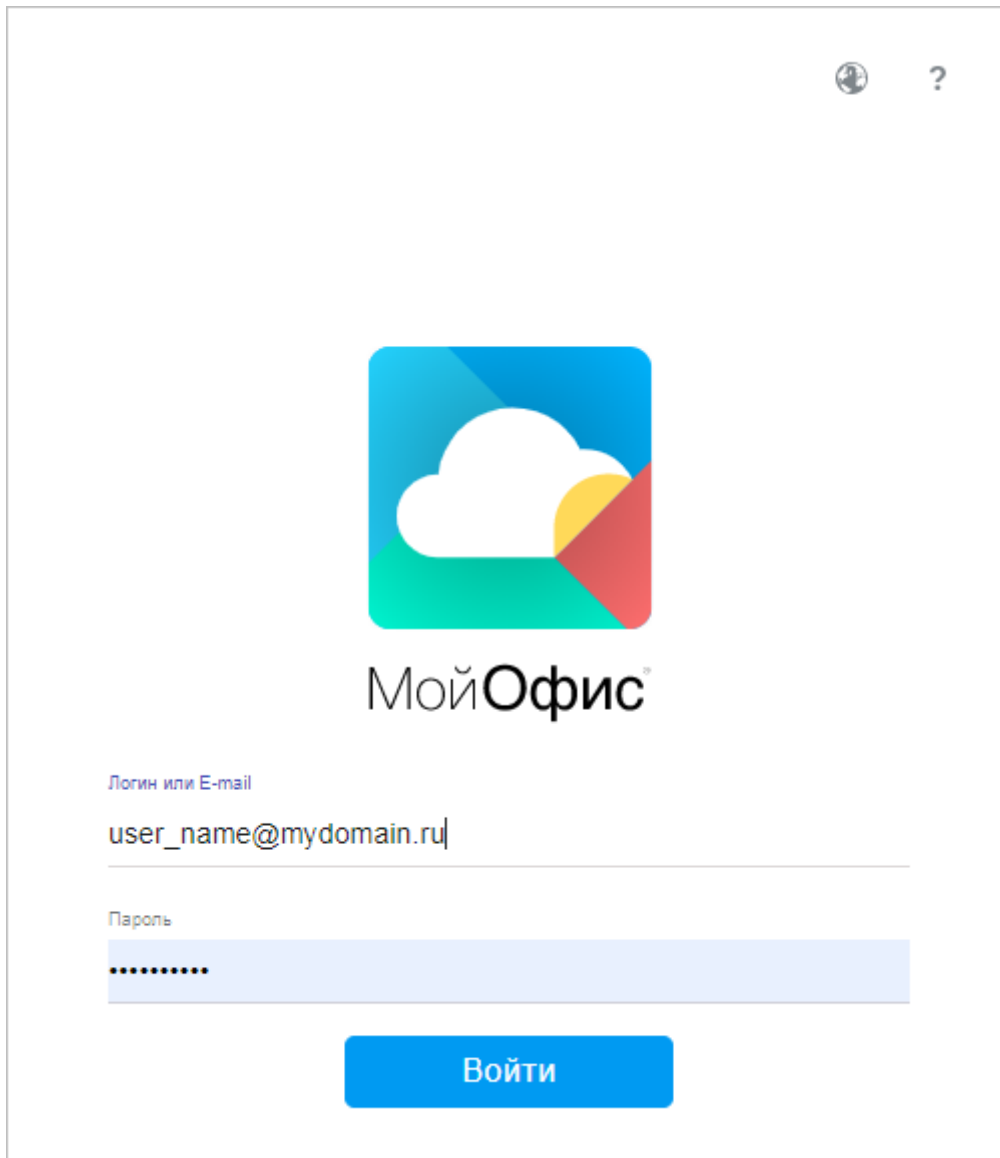 ?
МойОфис
Логин или E-mail
user_name@mydomain.ru
Пароль
••••••••••
Войти